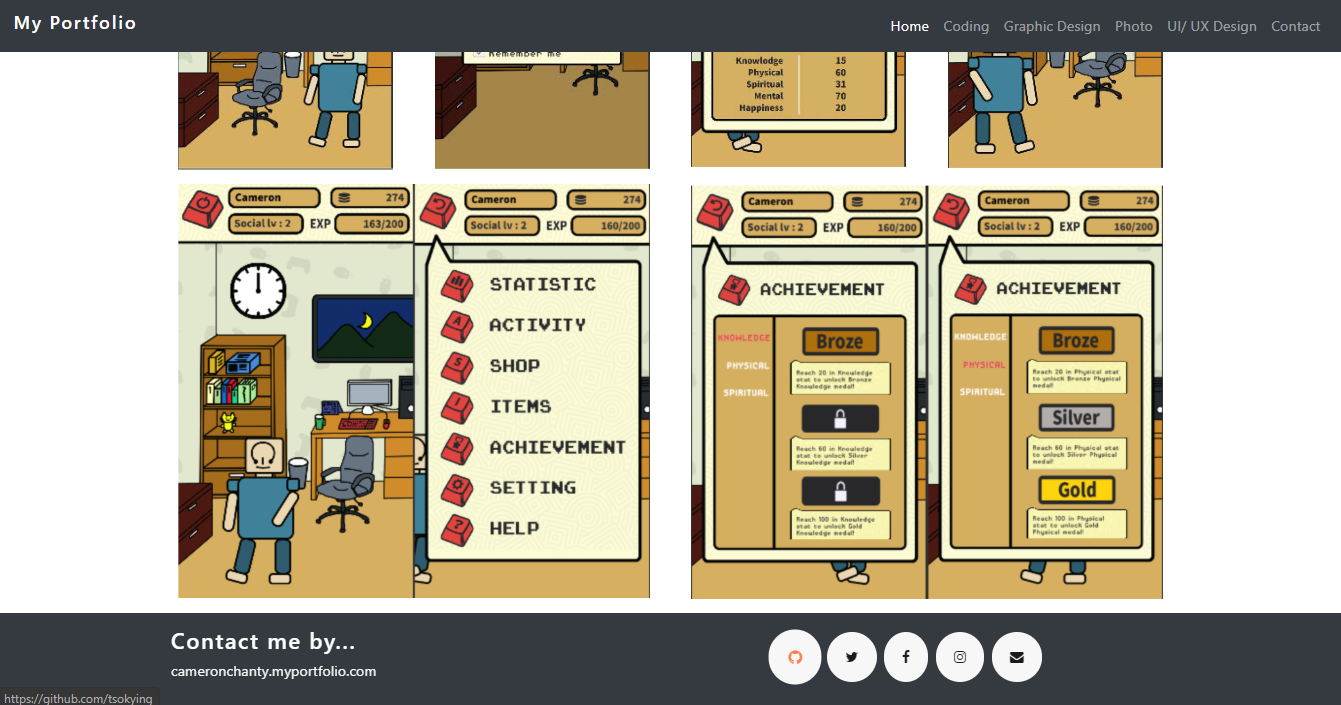 My Portfolio
Home Coding Graphic Design Photo UI/ UX Design Contact
Remember me
Knowledge 15
Physical 60
Spiritual 31
Mental 70
Happiness 20
Cameron 274
Social lv : 2 EXP 163/200
Cameron 274
Social lv : 2 EXP 160/200
STATISTIC
A ACTIVITY
S SHOP
I ITEMS
ACHIEVEMENT
SETTING
? HELP
Cameron 274
Social lv : 2 EXP 160/200
ACHIEVEMENT
KNOWLEDGE
PHYSICAL
SPIRITUAL
Broze
Reach 20 in Knowledge
stat to unlock Bronze
Knowledge medal!
Reach 60 in Knowledge
stat to unlock Silver
Knowledge medal!
Reach 100 in Knowledge
stat to unlock Gold
Knowledge medal!
Cameron 274
Social lv : 2 EXP 160/200
ACHIEVEMENT
KNOWLEDGE
PHYSICAL
SPIRITUAL
Broze
Reach 20 in Physical
stat to unlock Bronze Physical
medal!
Silver
Reach 60 in Physical
stat to unlock Silver Physical
medal!
Gold
Reach 100 in Physical
stat to unlock Gold
Physical medal!
Contact me by...
cameronchanty.myportfolio.com
https://github.com/tsokying